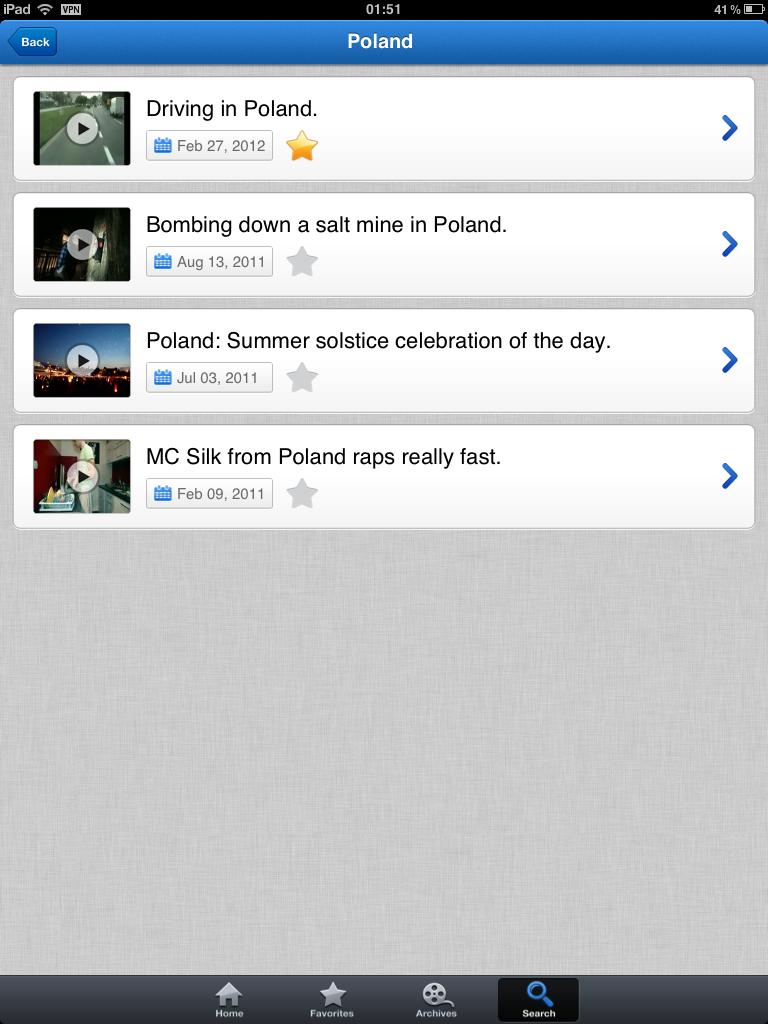 iPad VPN 01:51 41%
Back Poland
Driving in Poland.
Feb 27, 2012
Bombing down a salt mine in Poland.
Aug 13, 2011
Poland: Summer solstice celebration of the day.
Jul 03, 2011
MC Silk from Poland raps really fast.
Feb 09, 2011
Home Favorites Archives Search